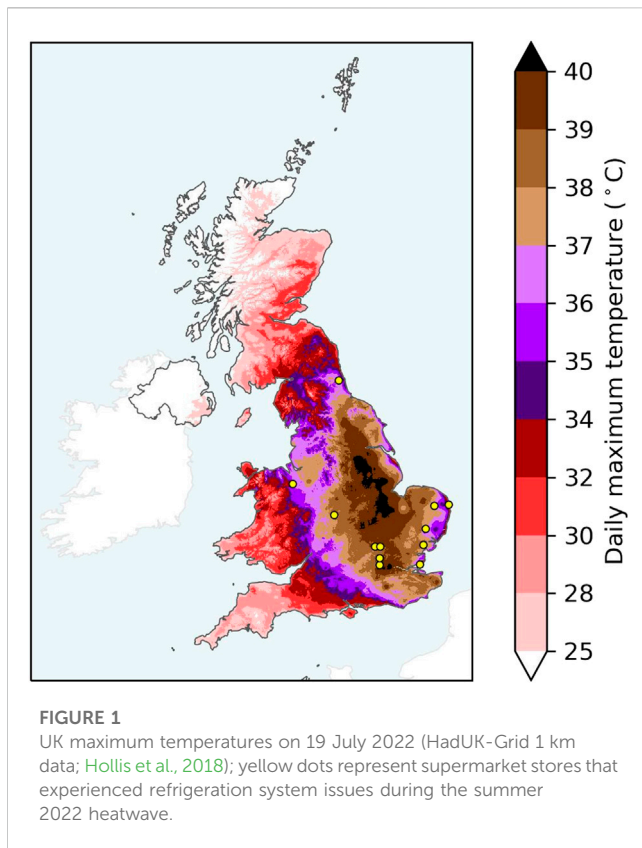 40
39
38
37
36
35
34
32
30
28
25
Daily maximum temperature (°C)
FIGURE 1
UK maximum temperatures on 19 July 2022 (HadUK-Grid 1 km
data; Hollis et al., 2018); yellow dots represent supermarket stores that
experienced refrigeration system issues during the summer
2022 heatwave.